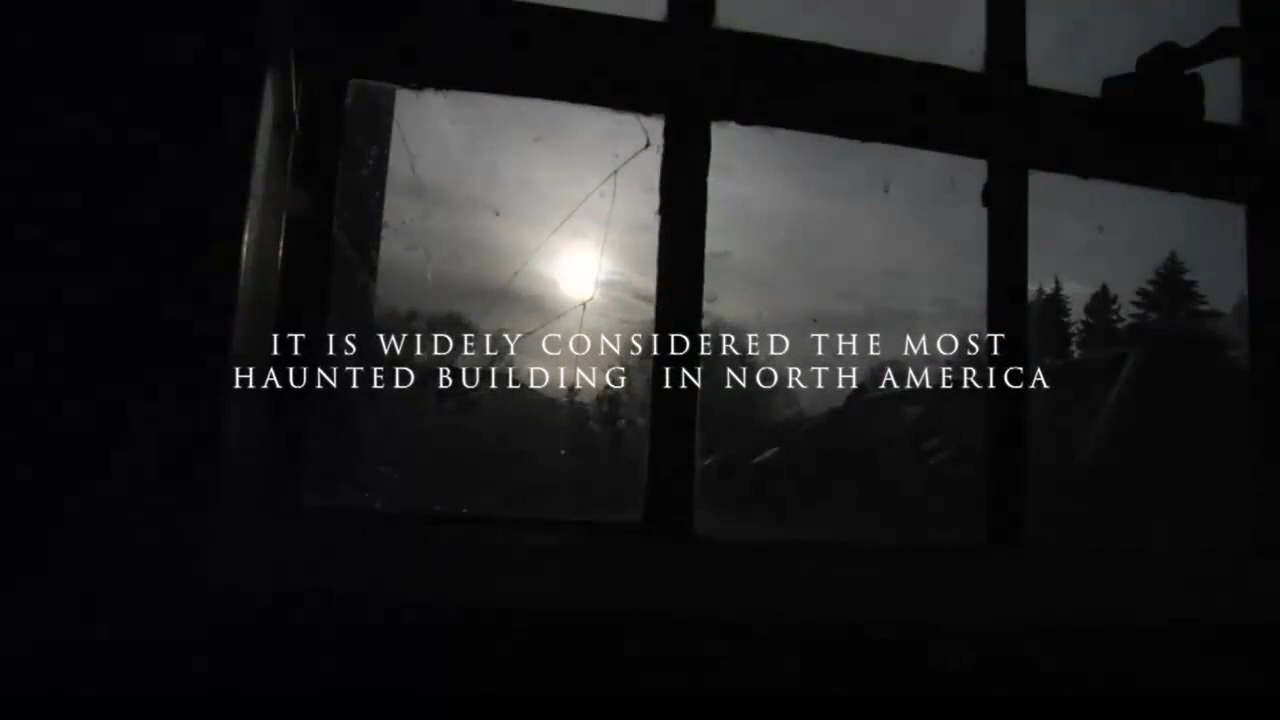 IT IS WIDELY CONSIDERED THE MOST
HAUNTED BUILDING IN NORTH AMERICA